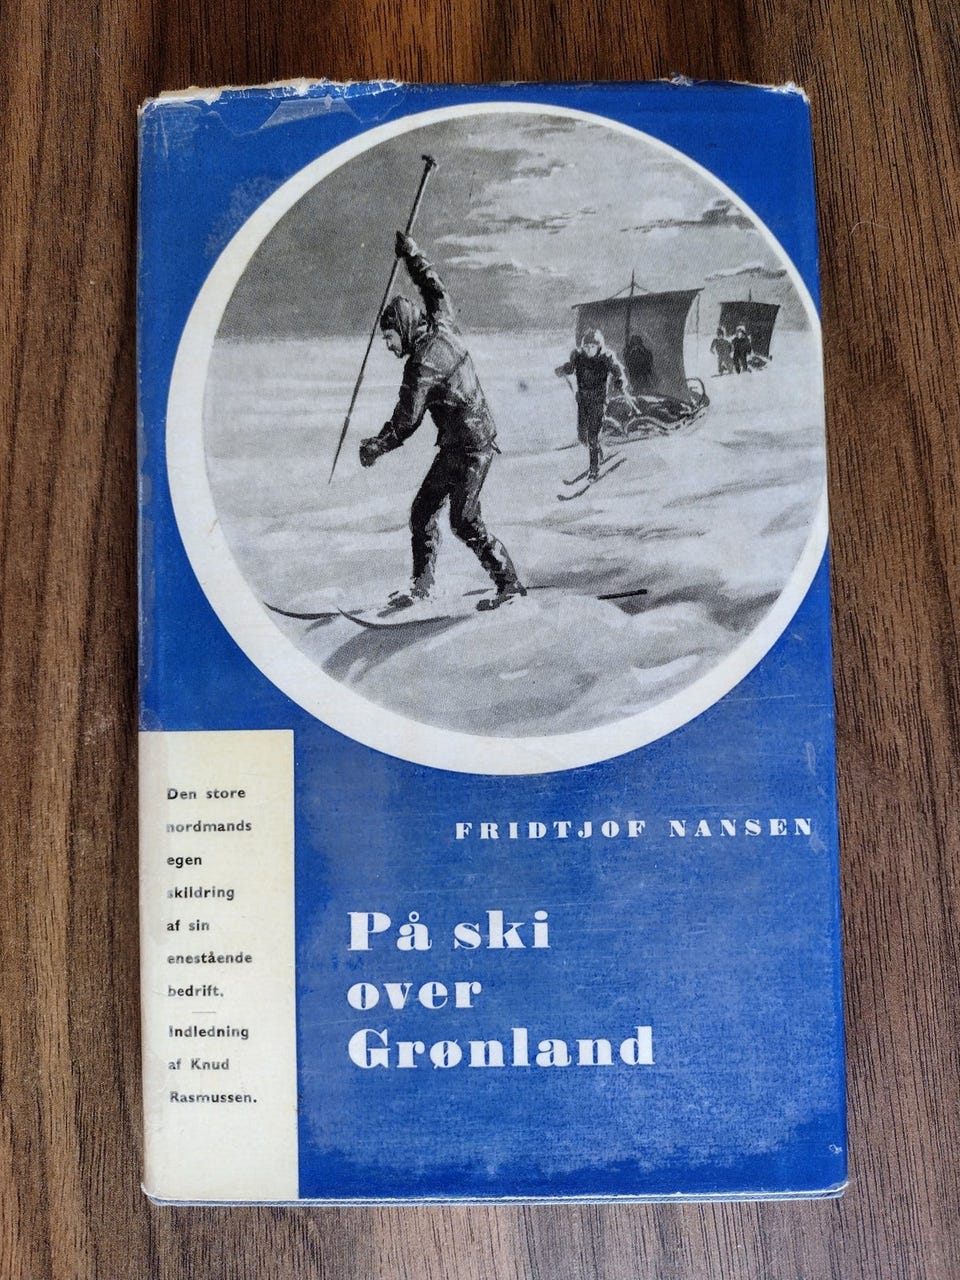 FRIDTJOF NANSEN
På ski
over
Grønland
Den store
nordmands
egen
skildring
af sin
enestående
bedrift.
Indledning
af Knud
Rasmussen.